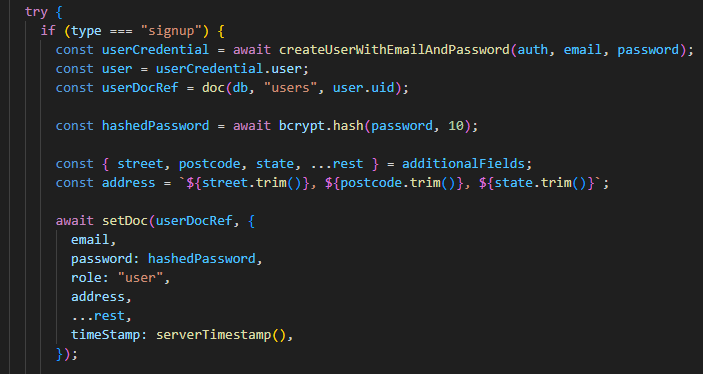 try {
if (type === "signup") {
const userCredential = await createUserWithEmailAndPassword(auth, email, password);
const user = userCredential.user;
const userDocRef = doc(db, "users", user.uid);
const hashedPassword = await bcrypt.hash(password, 10);
const { street, postcode, state, ...rest } = additionalFields;
const address = `${street.trim()}, ${postcode.trim()}, ${state.trim()}`;
await setDoc(userDocRef, {
email,
password: hashedPassword,
role: "user",
address,
...rest,
timeStamp: serverTimestamp(),
});